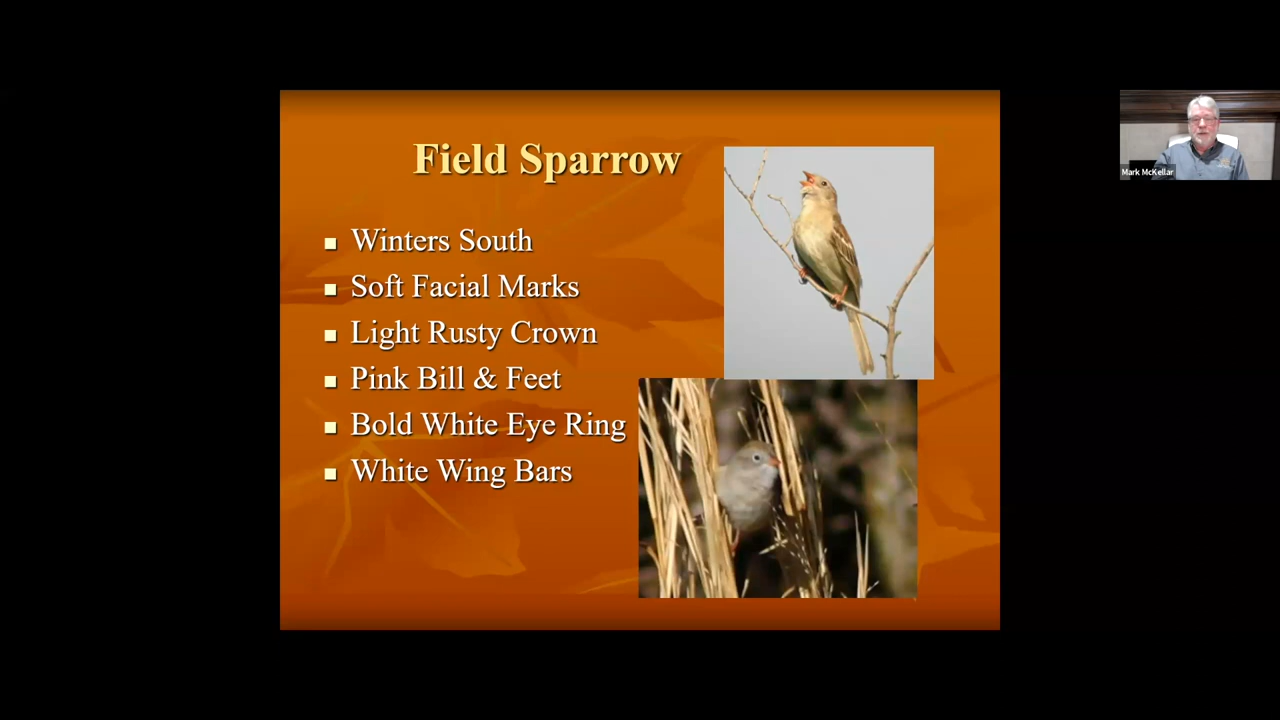 Field Sparrow
Winters South
Soft Facial Marks
Light Rusty Crown
Pink Bill & Feet
Bold White Eye Ring
White Wing Bars
Mark McKellar